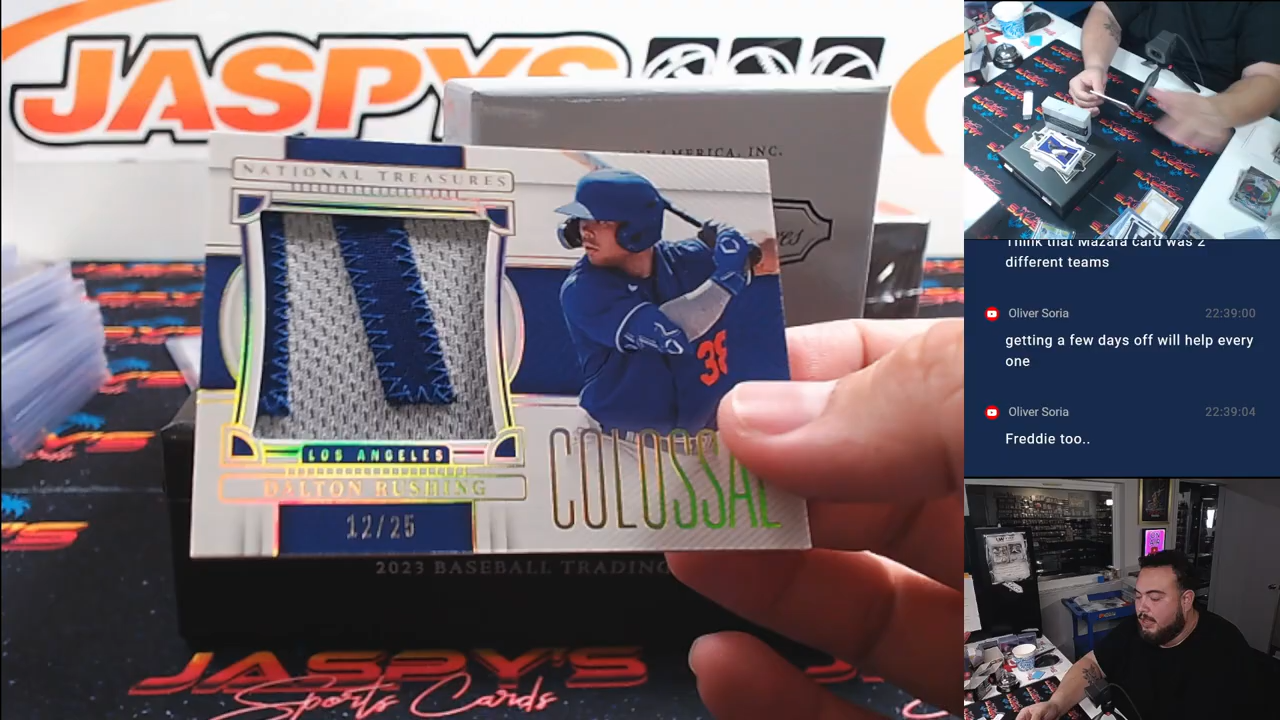 JASPYS
AMERICA, INC.
NATIONAL TREASURES
38
LOS ANGELES
DALTON RUSHING
12/25
COLOSSAL
2023 BASEBALL TRADING
JASPY'S
Sports Cards
Think that Mazara card was 2
different teams
Oliver Soria 22:39:00
getting a few days off will help every
one
Oliver Soria 22:39:04
Freddie too..